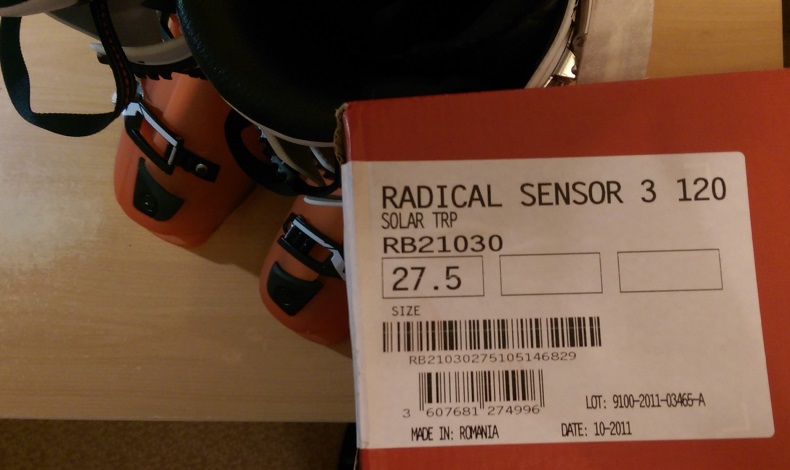 RADICAL SENSOR 3 120
SOLAR TRP
RB21030
27.5
SIZE
RB21030275105146829
3 607681 274996
LOT: 9100-2011-03465-A
MADE IN: ROMANIA
DATE: 10-2011